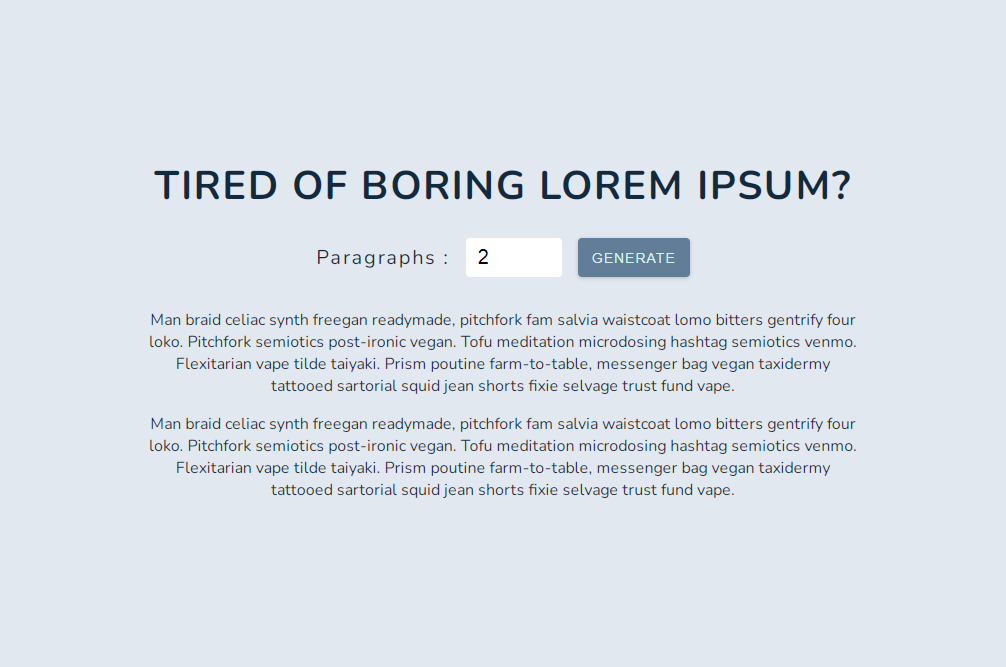 TIRED OF BORING LOREM IPSUM?
Paragraphs : 2 GENERATE
Man braid celiac synth freegan readymade, pitchfork fam salvia waistcoat lomo bitters gentrify four
loko. Pitchfork semiotics post-ironic vegan. Tofu meditation microdosing hashtag semiotics venmo.
Flexitarian vape tilde taiyaki. Prism poutine farm-to-table, messenger bag vegan taxidermy
tattooed sartorial squid jean shorts fixie selvage trust fund vape.
Man braid celiac synth freegan readymade, pitchfork fam salvia waistcoat lomo bitters gentrify four
loko. Pitchfork semiotics post-ironic vegan. Tofu meditation microdosing hashtag semiotics venmo.
Flexitarian vape tilde taiyaki. Prism poutine farm-to-table, messenger bag vegan taxidermy
tattooed sartorial squid jean shorts fixie selvage trust fund vape.